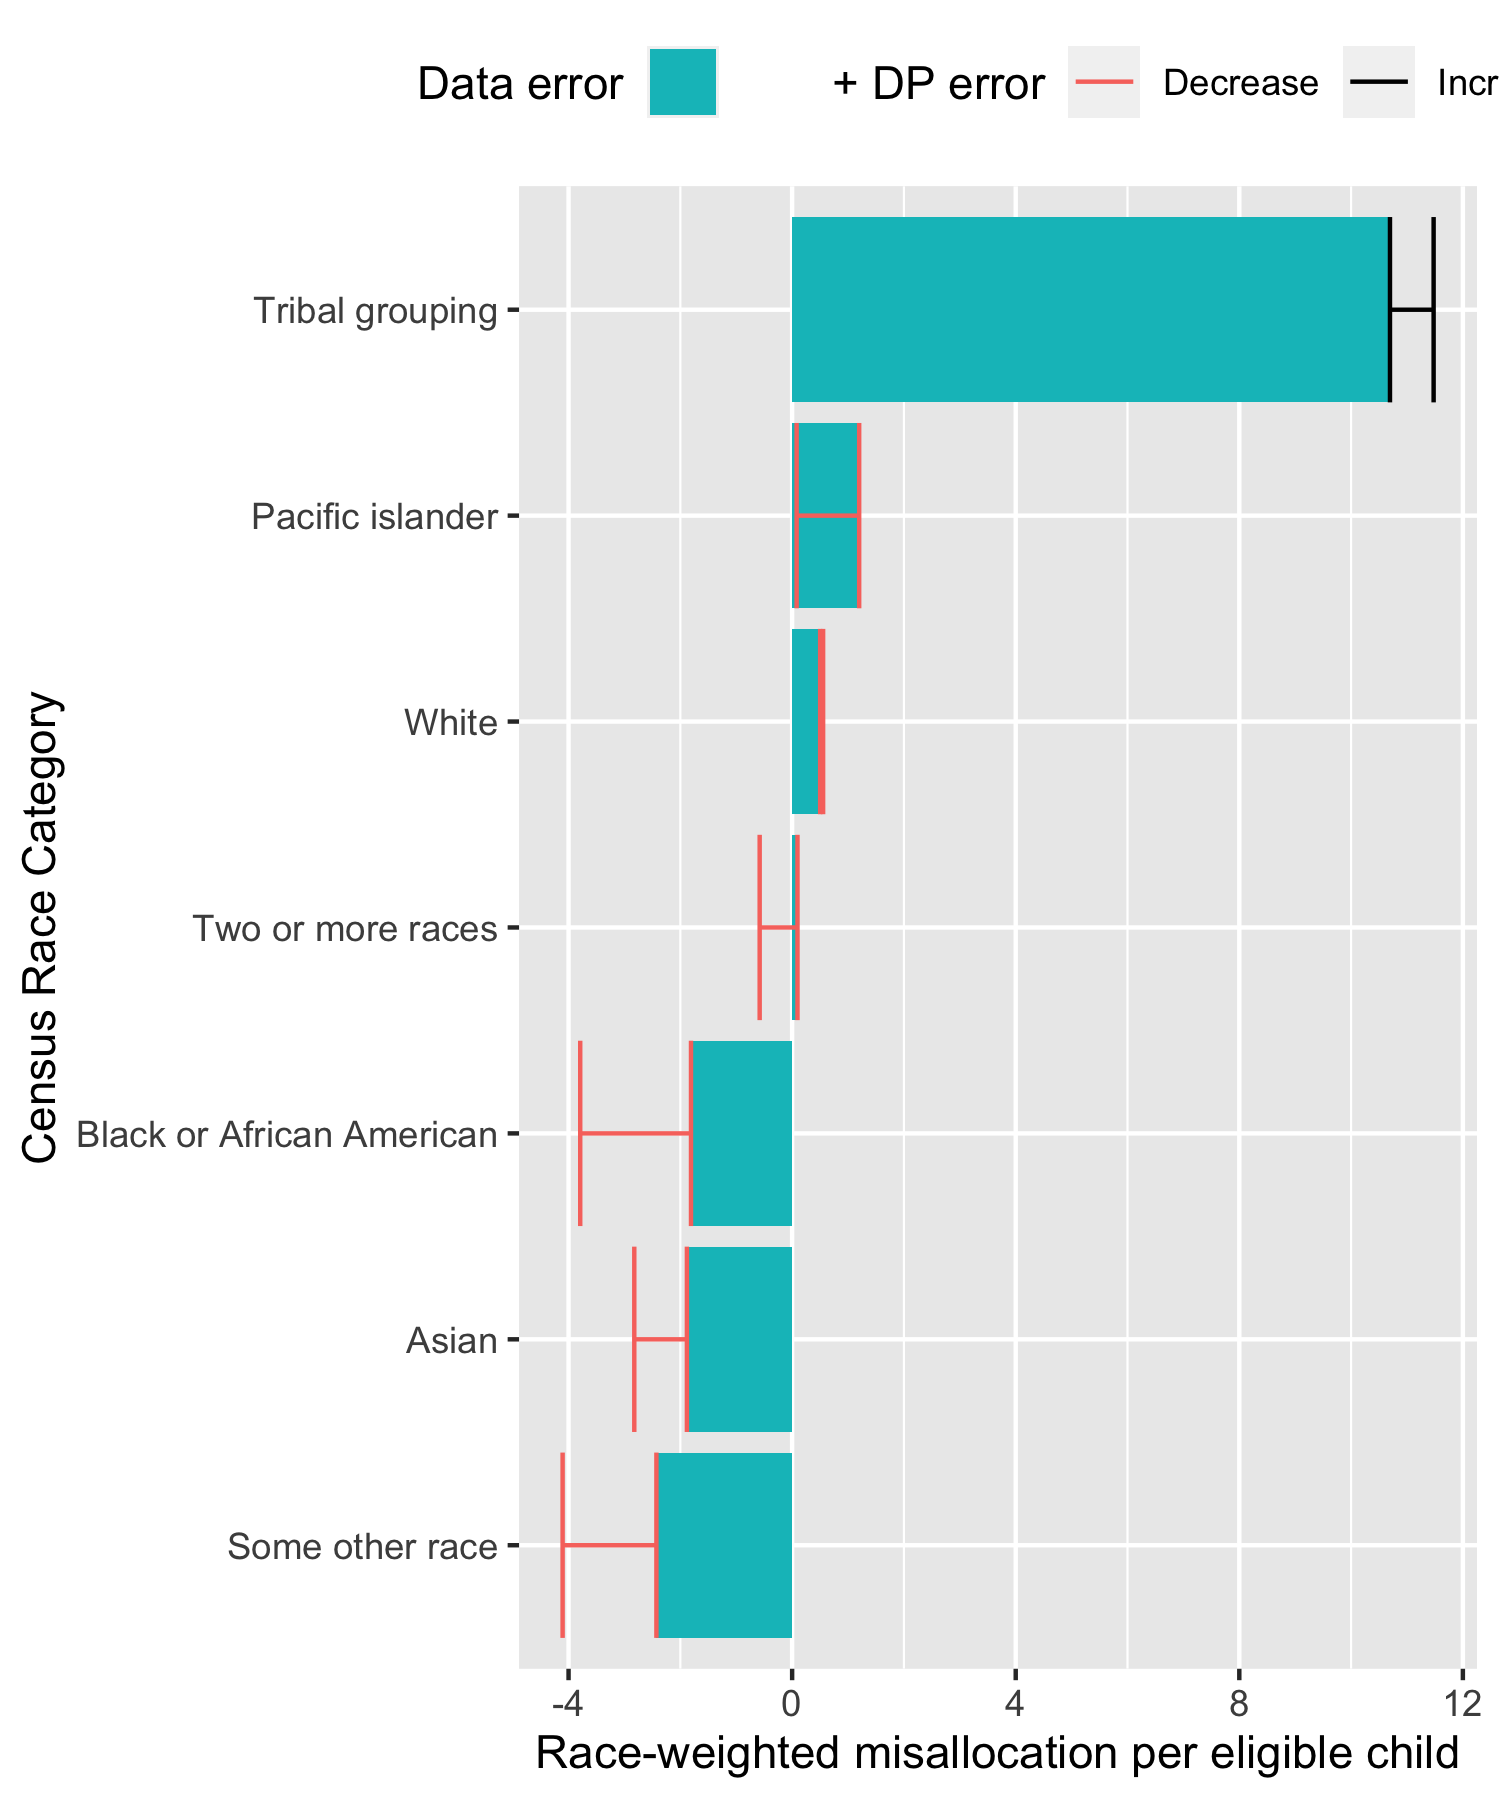 Data error + DP error Decrease Incr
Tribal grouping
Pacific islander
White
Two or more races
Black or African American
Asian
Some other race
Census Race Category
-4 0 4 8 12
Race-weighted misallocation per eligible child